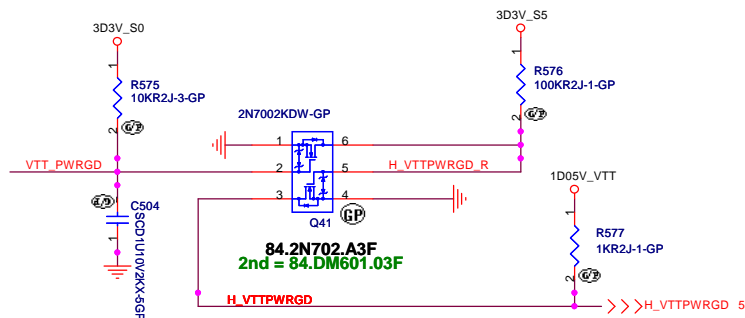 3D3V_S0
3D3V_S5
1
R575
10KR2J-3-GP
2
G/P
1
R576
100KR2J-1-GP
2
G/P
2N7002KDW-GP
1
6
VTT_PWRGD
2
5
H_VTTPWRGD_R
3
4
1D05V_VTT
G/P
C504
SCD1U10V2KX-5GP
1
GP
Q41
1
R577
1KR2J-1-GP
2
G/P
84.2N702.A3F
2nd = 84.DM601.03F
H_VTTPWRGD
H_VTTPWRGD 5